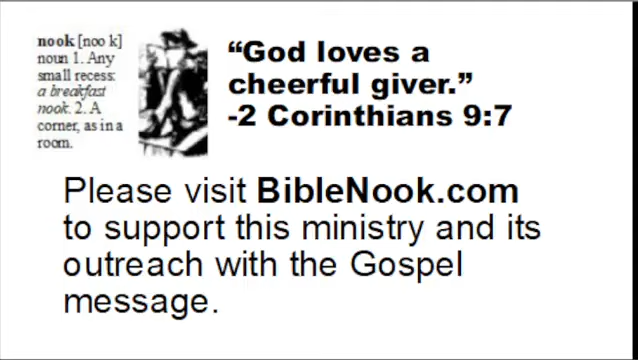 nook [noo k]
noun 1. Any
small recess:
a breakfast
nook. 2. A
corner, as in a
room.
“God loves a
cheerful giver.”
-2 Corinthians 9:7
Please visit BibleNook.com
to support this ministry and its
outreach with the Gospel
message.